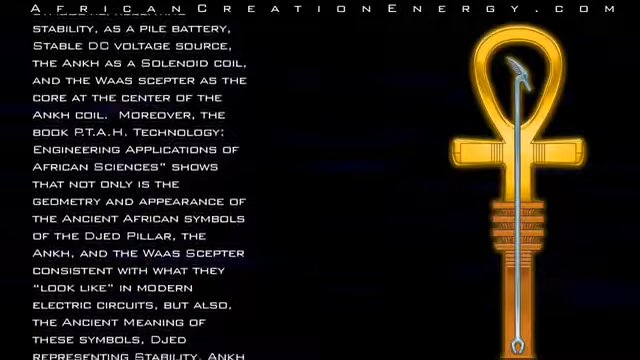 AfricanCreationEnergy.com
stability, as a pile battery,
Stable DC voltage source,
the Ankh as a Solenoid coil,
and the Waas scepter as the
core at the center of the
Ankh coil.  Moreover, the
book P.T.A.H. Technology:
Engineering Applications of
African Sciences” shows
that not only is the
geometry and appearance of
the Ancient African symbols
of the Djed Pillar, the
Ankh, and the Waas Scepter
consistent with what they
“look like” in modern
electric circuits, but also,
the Ancient Meaning of
these symbols, Djed
representing Stability, Ankh